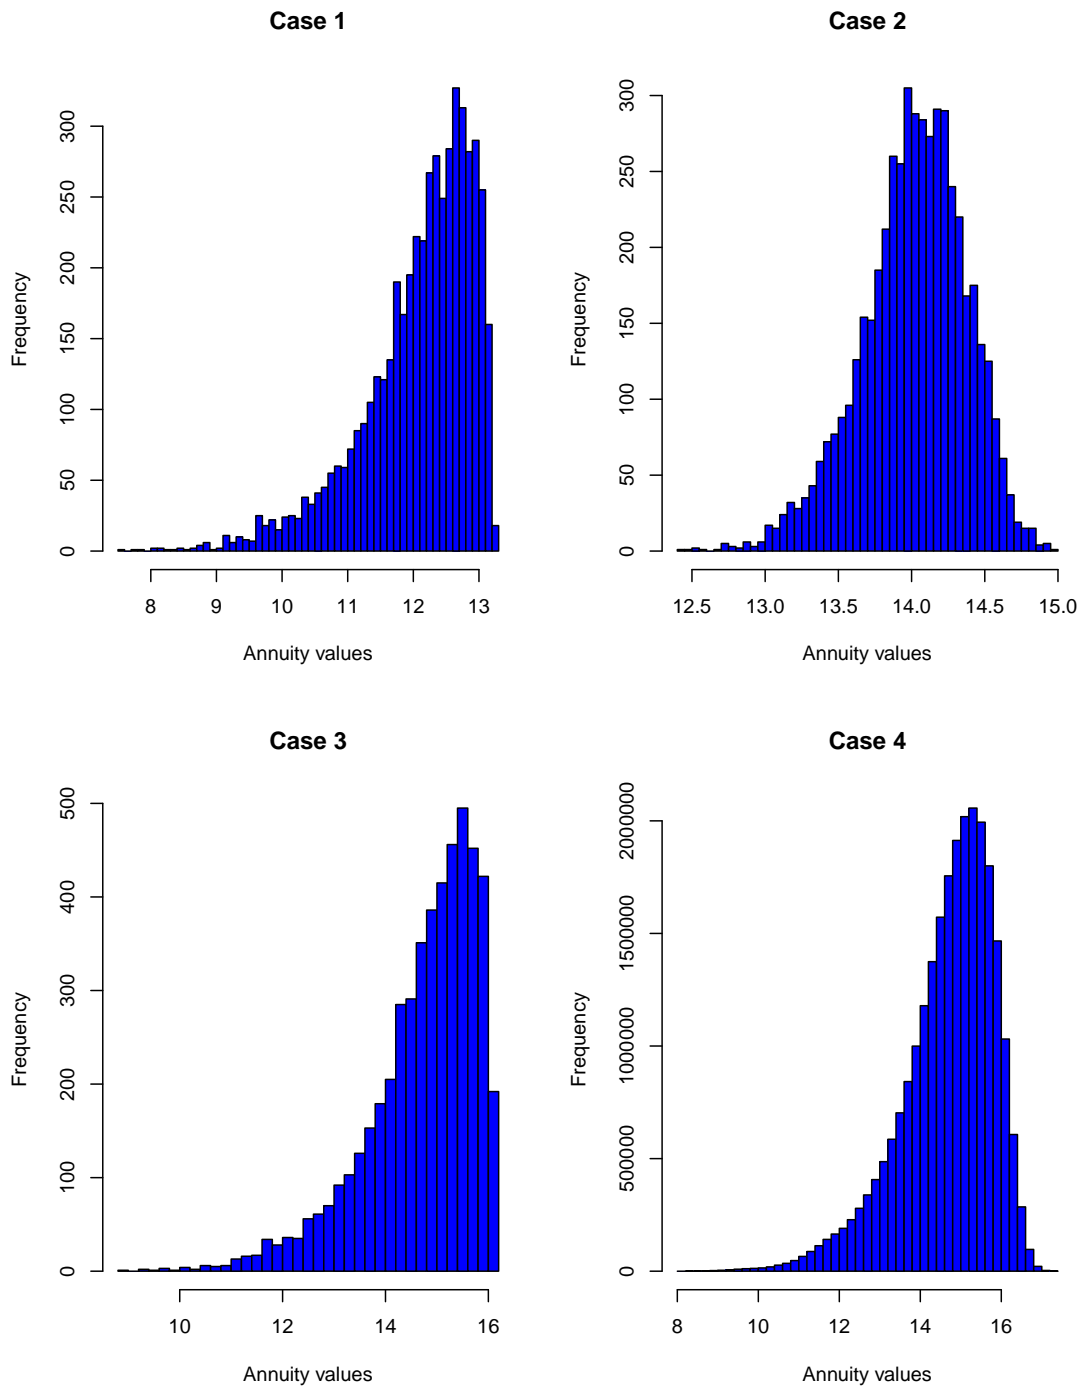 Case 1
Frequency
0
50
100
150
200
250
300
8 9 10 11 12 13
Annuity values
Case 2
Frequency
0
50
100
150
200
250
300
12.5 13.0 13.5 14.0 14.5 15.0
Annuity values
Case 3
Frequency
0
100
200
300
400
500
10 12 14 16
Annuity values
Case 4
Frequency
0
500000
1000000
1500000
2000000
8 10 12 14 16
Annuity values